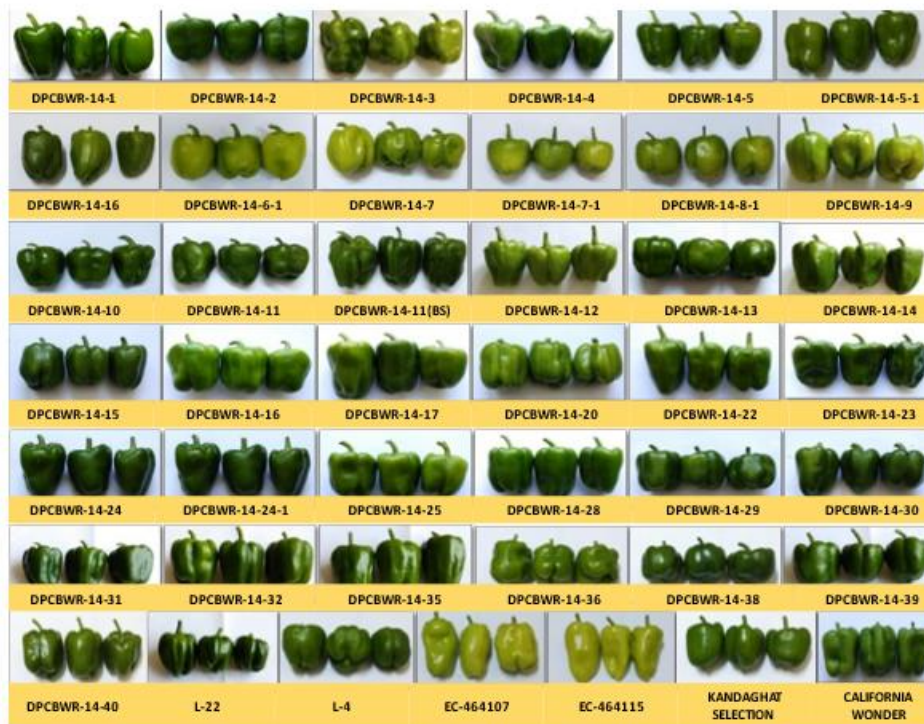 DPCBWR-14-1 DPCBWR-14-2 DPCBWR-14-3 DPCBWR-14-4 DPCBWR-14-5 DPCBWR-14-5-1
DPCBWR-14-16 DPCBWR-14-6-1 DPCBWR-14-7 DPCBWR-14-7-1 DPCBWR-14-8-1 DPCBWR-14-9
DPCBWR-14-10 DPCBWR-14-11 DPCBWR-14-11(BS) DPCBWR-14-12 DPCBWR-14-13 DPCBWR-14-14
DPCBWR-14-15 DPCBWR-14-16 DPCBWR-14-17 DPCBWR-14-20 DPCBWR-14-22 DPCBWR-14-23
DPCBWR-14-24 DPCBWR-14-24-1 DPCBWR-14-25 DPCBWR-14-28 DPCBWR-14-29 DPCBWR-14-30
DPCBWR-14-31 DPCBWR-14-32 DPCBWR-14-35 DPCBWR-14-36 DPCBWR-14-38 DPCBWR-14-39
DPCBWR-14-40 L-22 L-4 EC-464107 EC-464115 KANDAGHAT CALIFORNIA
SELECTION WONDER